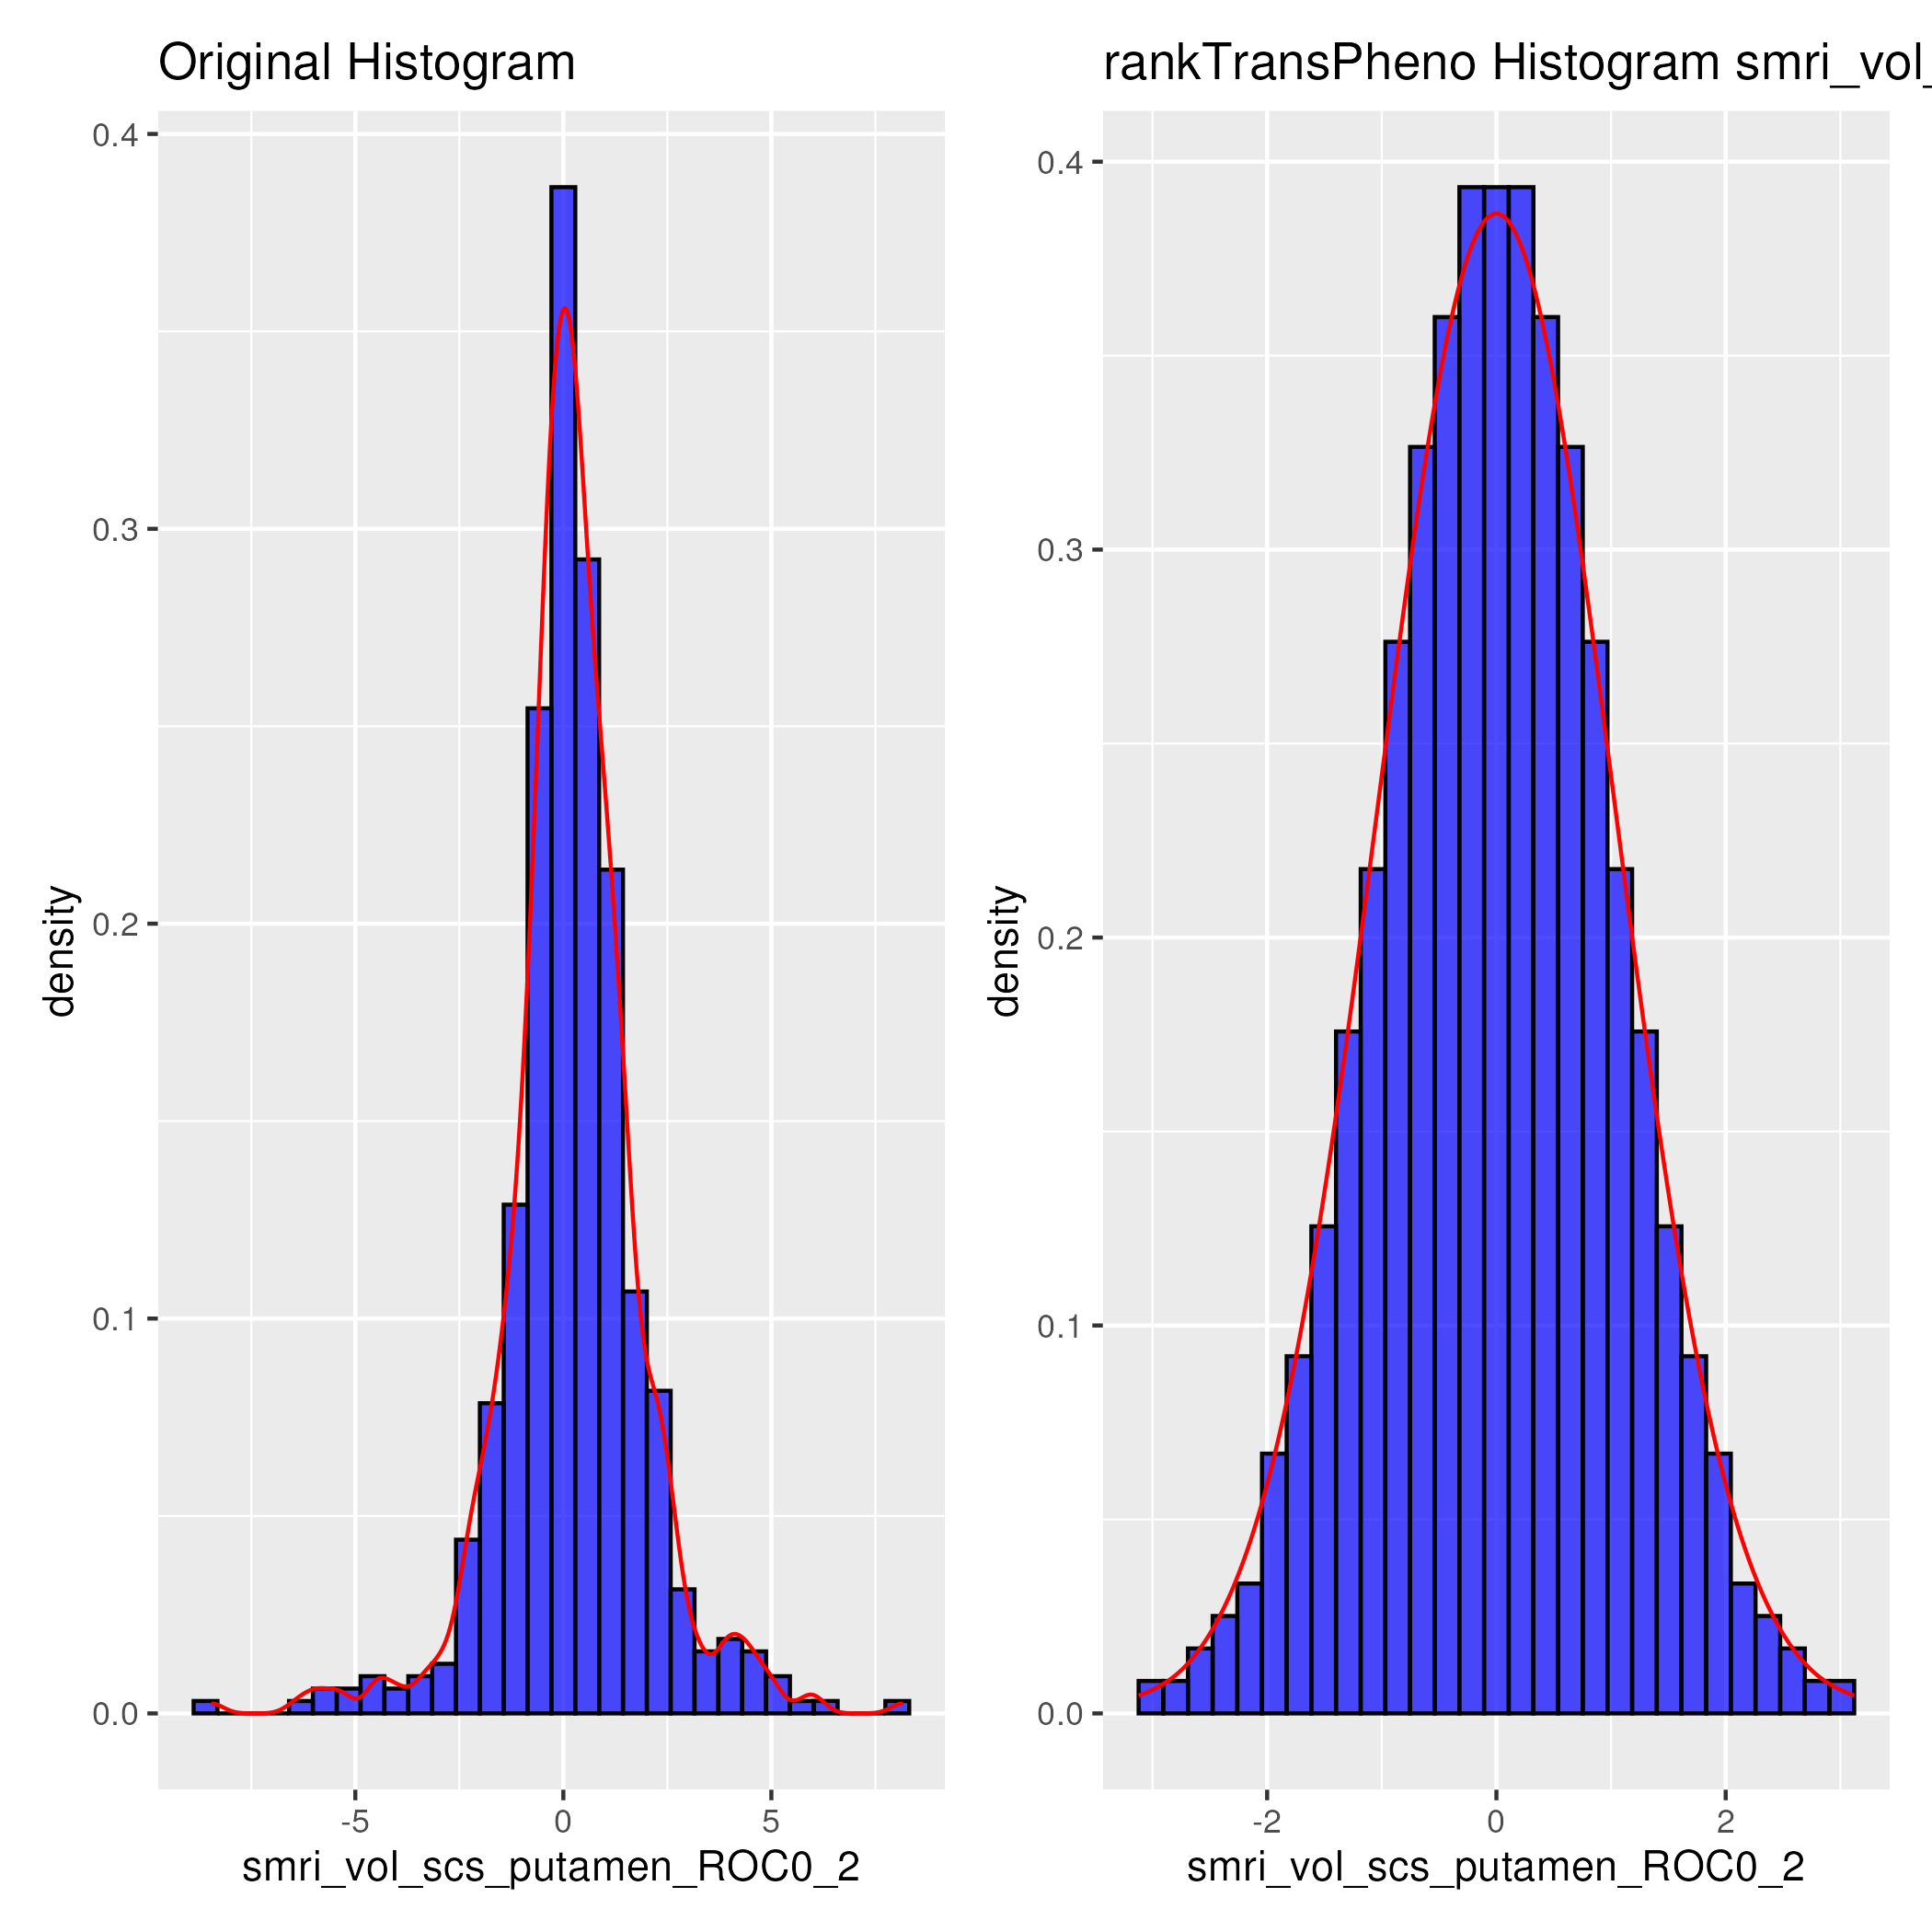 Original Histogram
0.4
0.3
0.2
0.1
0.0
density
-5 0 5
smri_vol_scs_putamen_ROC0_2
rankTransPheno Histogram smri_vol_
0.4
0.3
0.2
0.1
0.0
density
-2 0 2
smri_vol_scs_putamen_ROC0_2